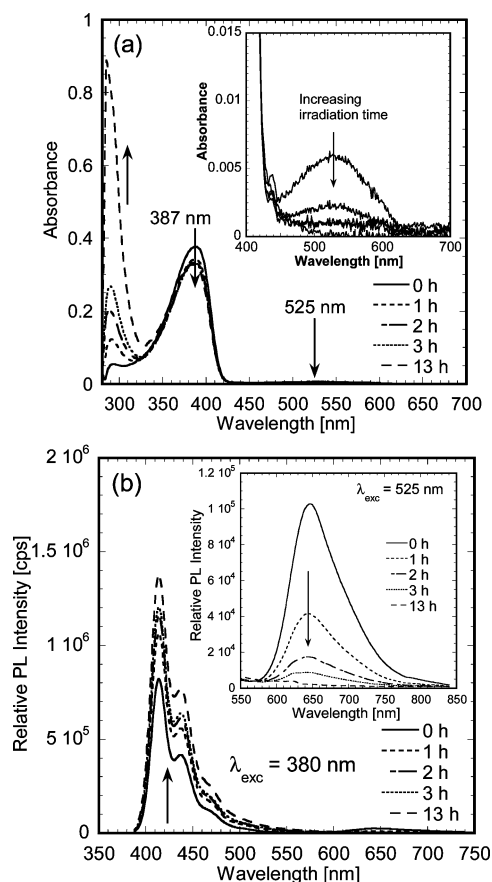 (a)
Absorbance
1
0.8
0.6
0.4
0.2
0
300 350 400 450 500 550 600 650 700
Wavelength [nm]
387 nm
525 nm
0 h
1 h
2 h
3 h
13 h
Absorbance
0.015
0.01
0.005
0
400 450 500 550 600 650 700
Wavelength [nm]
Increasing
irradiation time
(b)
Relative PL Intensity [cps]
2 10⁶
1.6 10⁶
1 10⁶
5 10⁵
0
350 400 450 500 550 600 650 700 750
Wavelength [nm]
λexc = 380 nm
0 h
1 h
2 h
3 h
13 h
Relative PL Intensity
1.2 10⁵
1 10⁵
8 10⁴
6 10⁴
4 10⁴
2 10⁴
0
550 600 650 700 750 800 850
Wavelength [nm]
λexc = 525 nm
0 h
1 h
2 h
3 h
13 h